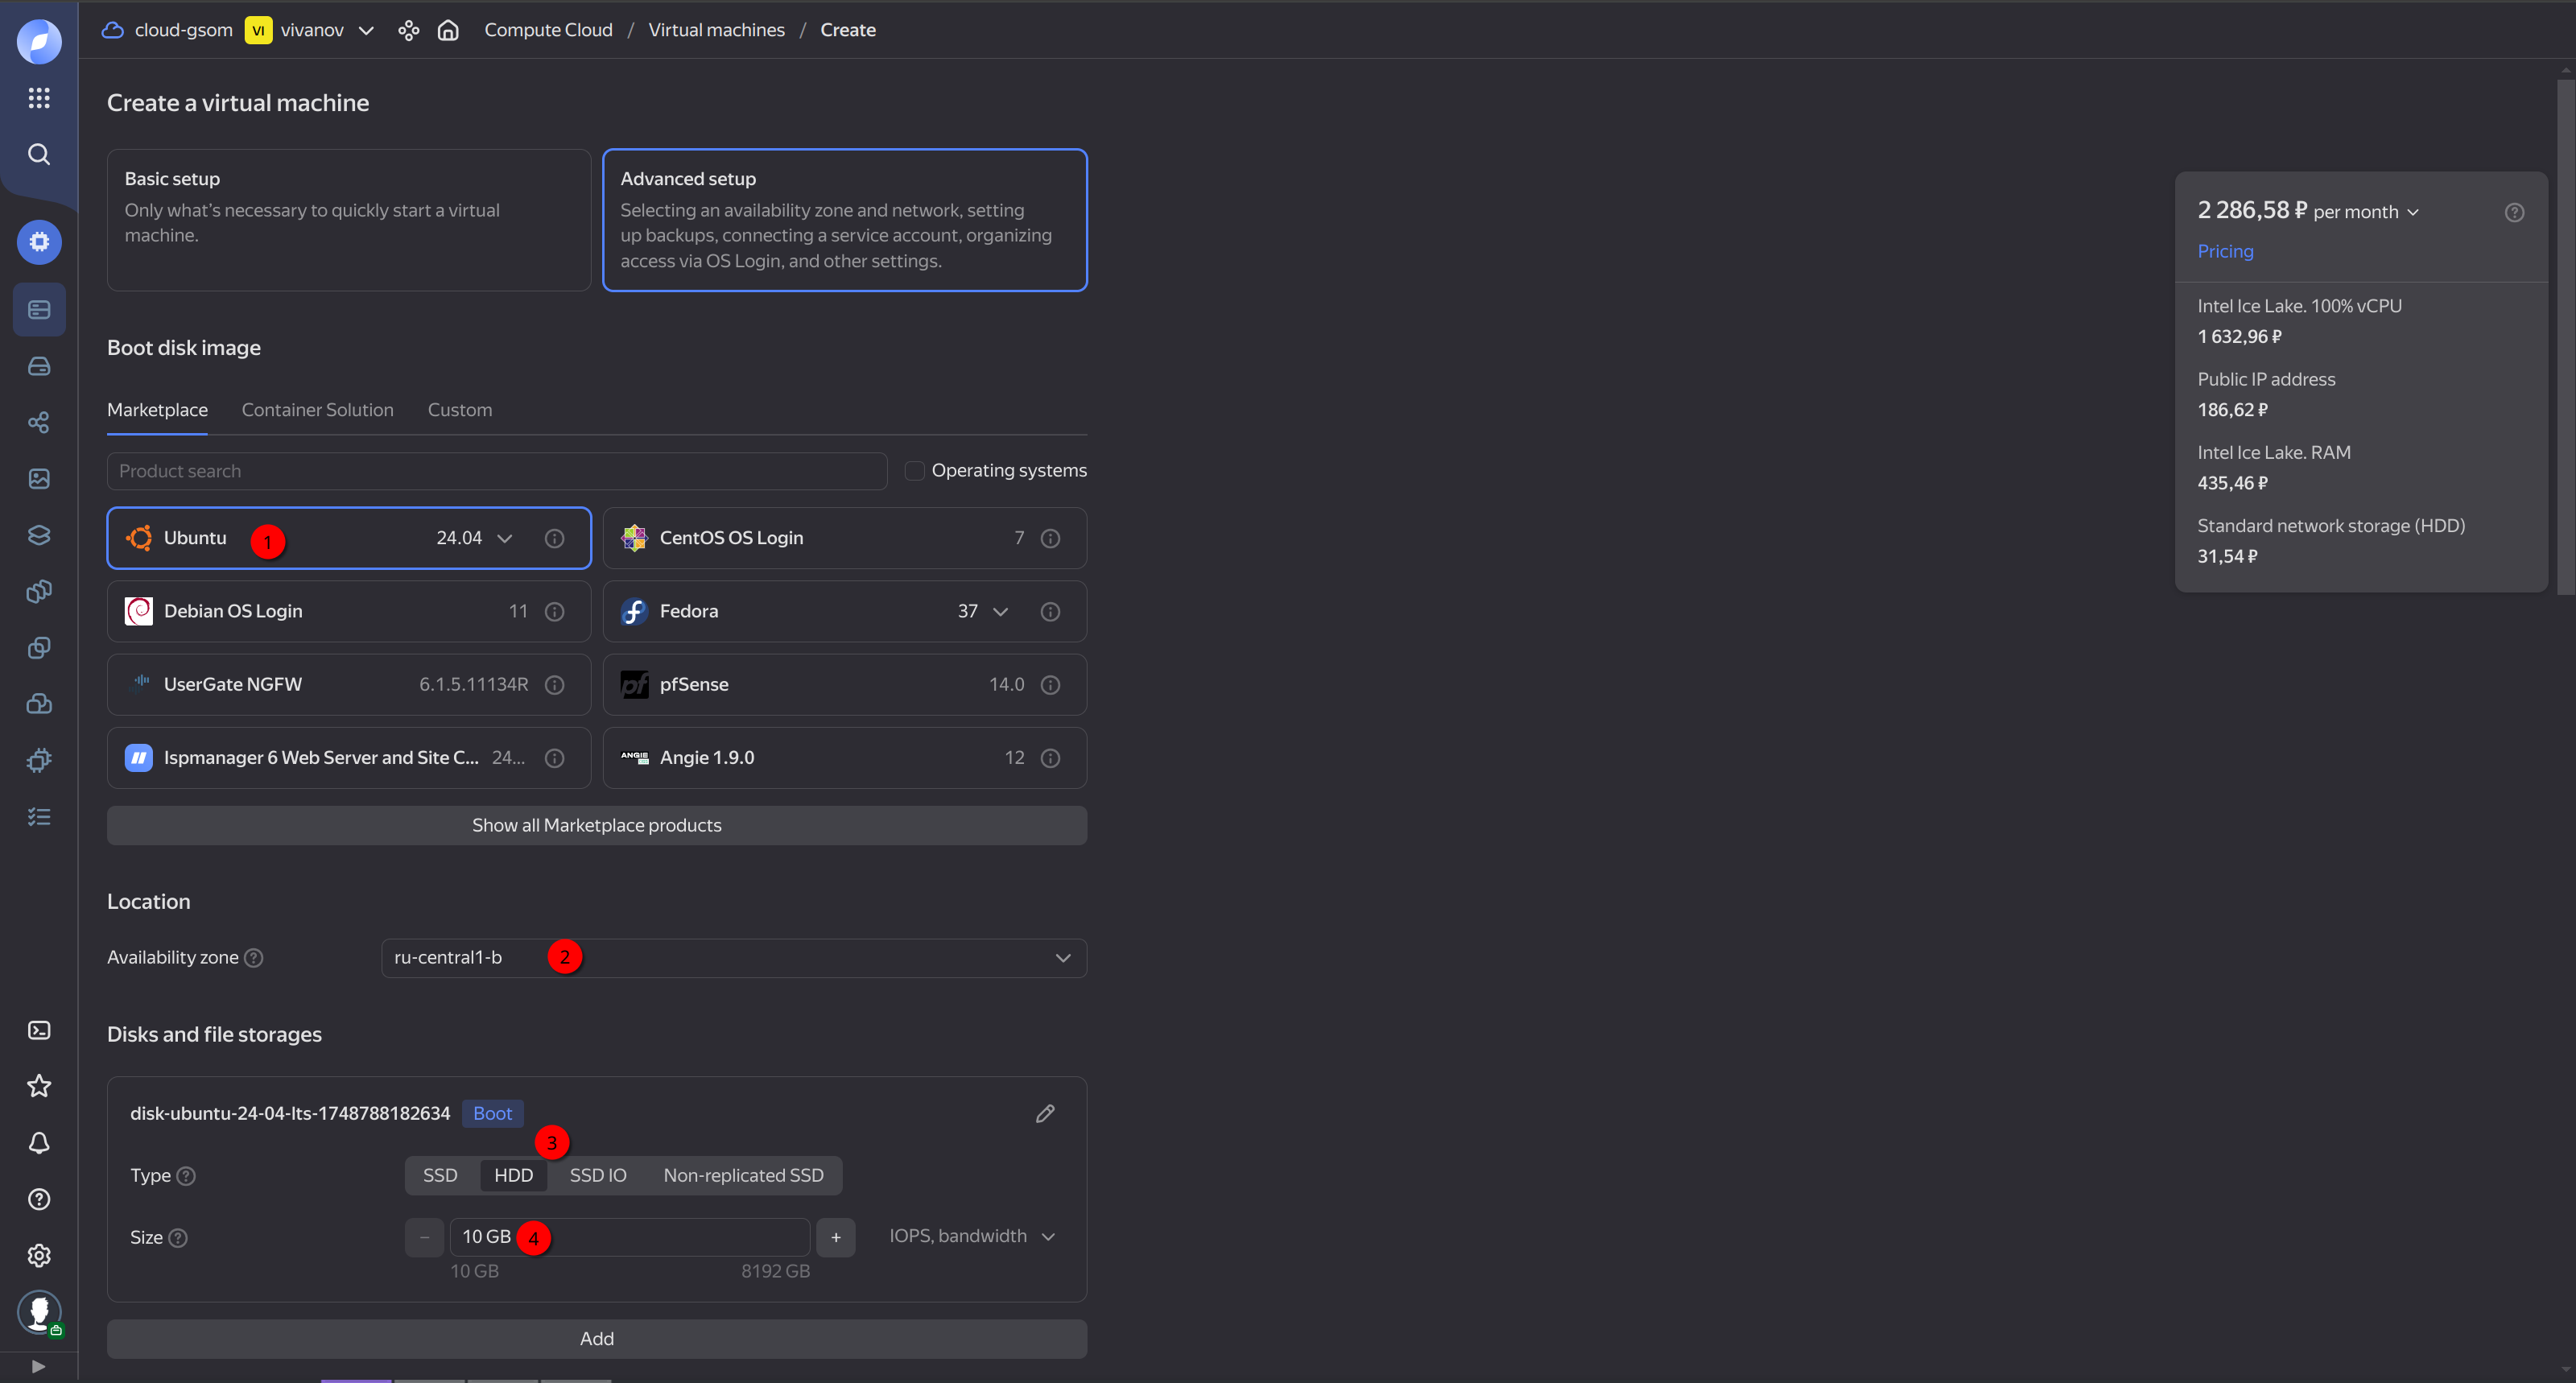 cloud-gsom VI vivanov Compute Cloud / Virtual machines / Create
Create a virtual machine
Basic setup
Only what's necessary to quickly start a virtual
machine.
Advanced setup
Selecting an availability zone and network, setting
up backups, connecting a service account, organizing
access via OS Login, and other settings.
Boot disk image
Marketplace Container Solution Custom
Product search Operating systems
Ubuntu 1 24.04
CentOS OS Login 7
Debian OS Login 11
Fedora 37
UserGate NGFW 6.1.5.11134R
pf pfSense 14.0
Ispmanager 6 Web Server and Site C... 24...
ANGIE Angie 1.9.0 12
Show all Marketplace products
Location
Availability zone ? ru-central1-b 2
Disks and file storages
disk-ubuntu-24-04-lts-1748788182634 Boot
3
Type ? SSD HDD SSD IO Non-replicated SSD
Size ? − 10 GB 4 + IOPS, bandwidth
10 GB 8192 GB
Add
2 286,58 ₽ per month ?
Pricing
Intel Ice Lake. 100% vCPU
1 632,96 ₽
Public IP address
186,62 ₽
Intel Ice Lake. RAM
435,46 ₽
Standard network storage (HDD)
31,54 ₽